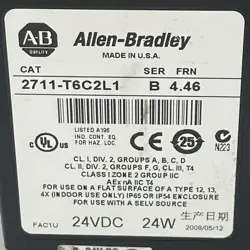 AB
QUALITY
Allen-Bradley
MADE IN U.S.A.
CAT SER FRN
2711-T6C2L1 B 4.46
LISTED A196
IND. CONT. EQ.
FOR HAZ. LOC.
C UL US
CE
25
N223
CL. I, DIV. 2, GROUPS A, B, C, D
CL. II, DIV. 2, GROUPS F, G, CL. III, T4
CLASS I ZONE 2 GROUP IIC
AEx nA IIC T4
FOR USE ON A FLAT SURFACE OF A TYPE 12, 13,
4X (INDOOR USE ONLY) IP65 OR IP54 ENCLOSURE
FOR USE WITH A SELV SOURCE
FAC1U 24VDC 24W 生产日期
2009/05/12